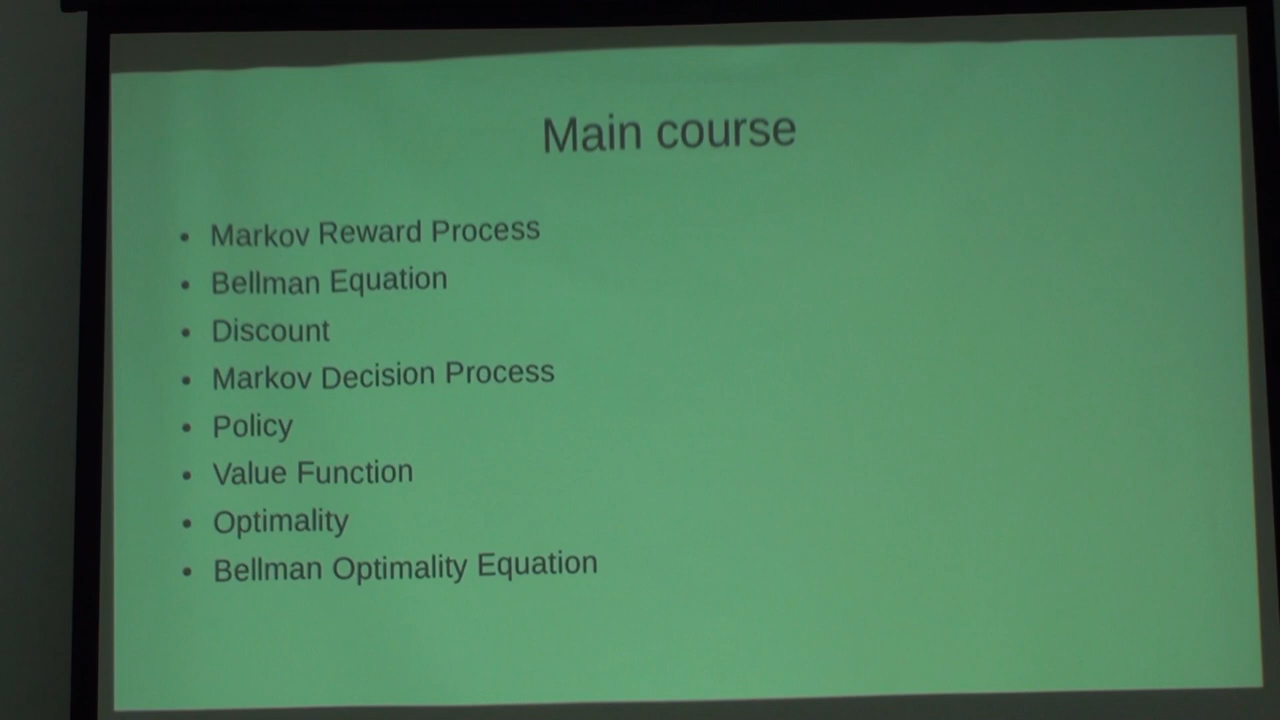 Main course
• Markov Reward Process
• Bellman Equation
• Discount
• Markov Decision Process
• Policy
• Value Function
• Optimality
• Bellman Optimality Equation